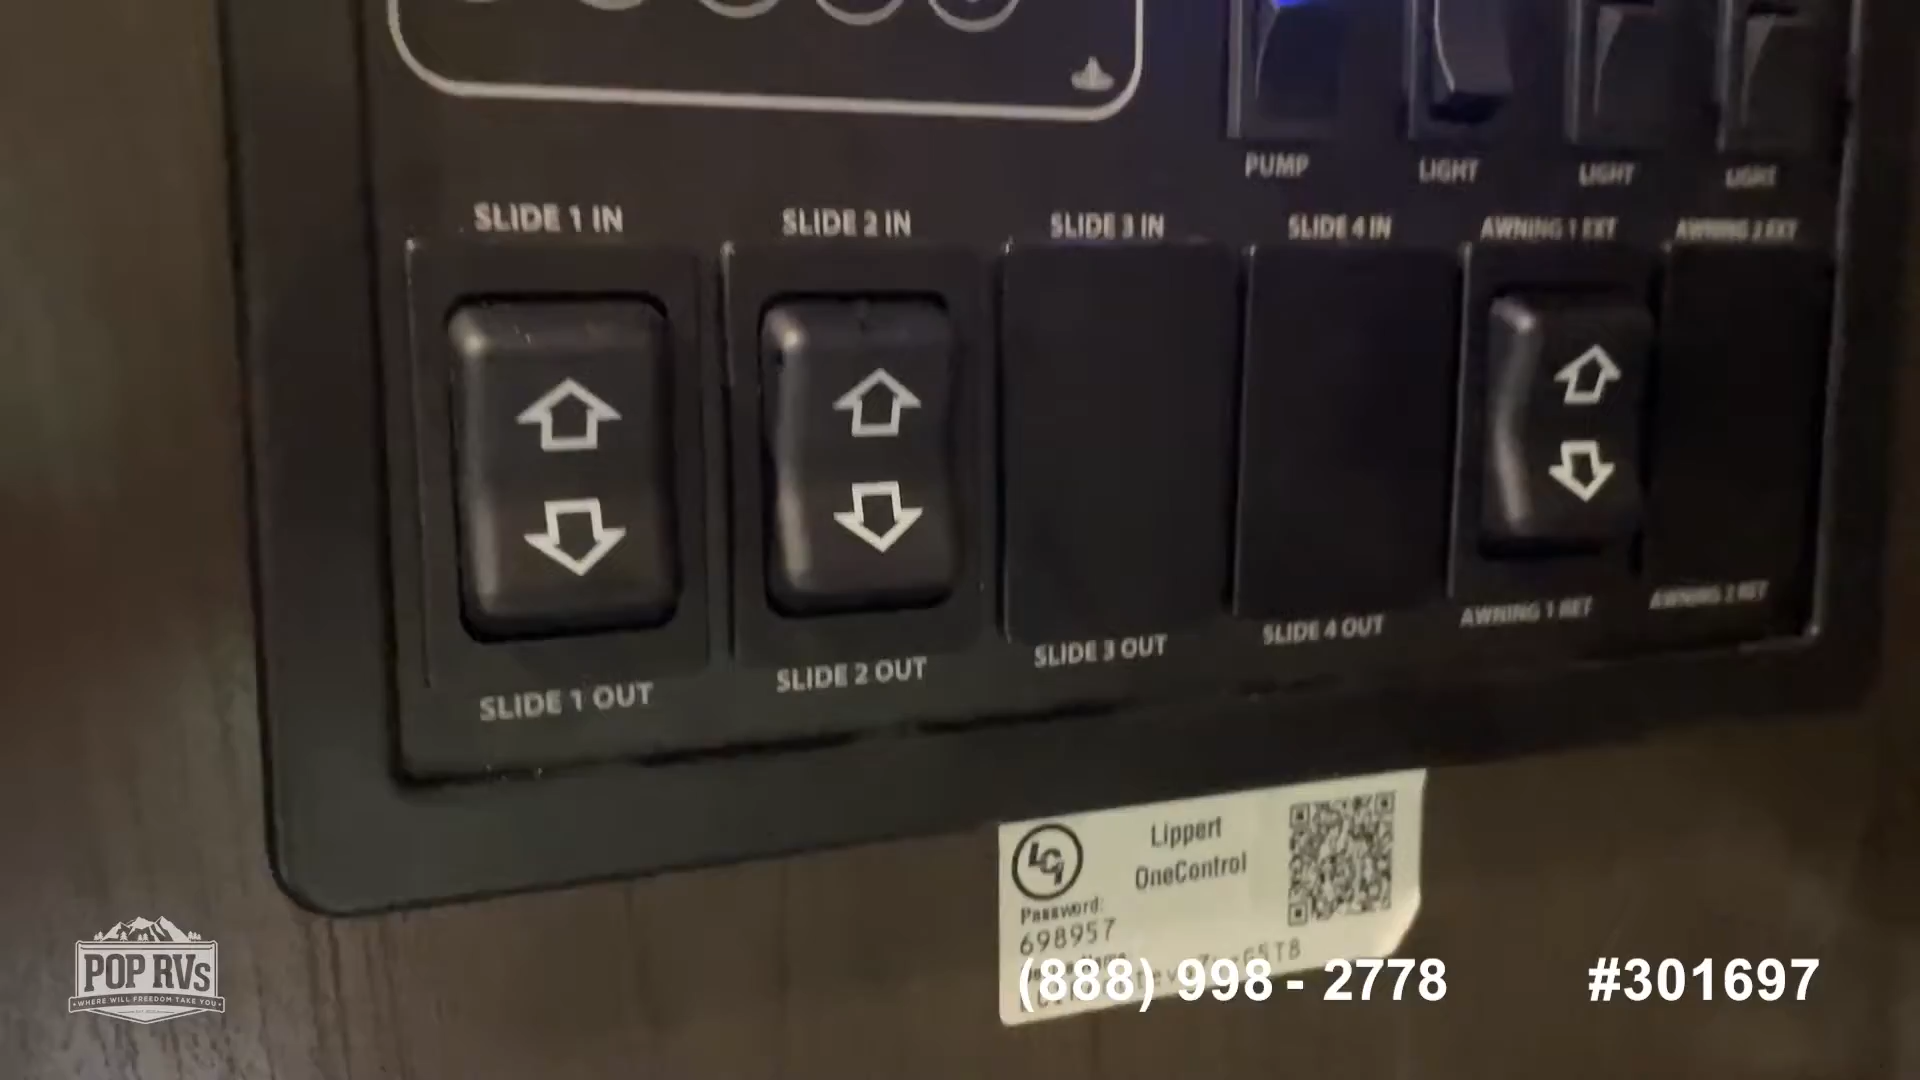 PUMP
LIGHT
LIGHT
LIGHT
SLIDE 1 IN
SLIDE 2 IN
SLIDE 3 IN
SLIDE 4 IN
AWNING 1 EXT
AWNING 2 EXT
SLIDE 1 OUT
SLIDE 2 OUT
SLIDE 3 OUT
SLIDE 4 OUT
AWNING 1 RET
AWNING 2 RET
LCI
Lippert
OneControl
Password:
698957
POP RVs
WHERE WILL FREEDOM TAKE YOU
(888) 998 - 2778
#301697